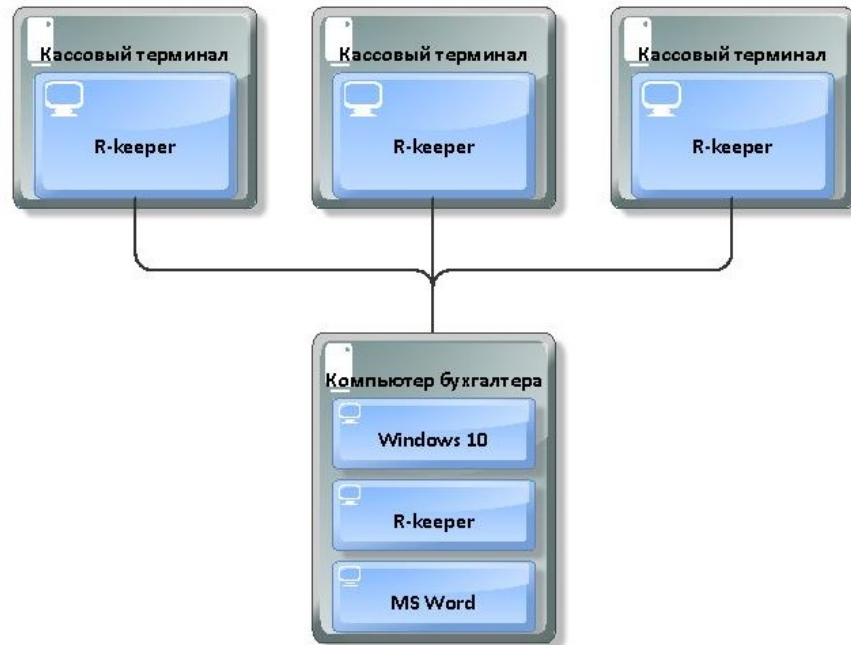 Кассовый терминал
R-keeper
Кассовый терминал
R-keeper
Кассовый терминал
R-keeper
Компьютер бухгалтера
Windows 10
R-keeper
MS Word